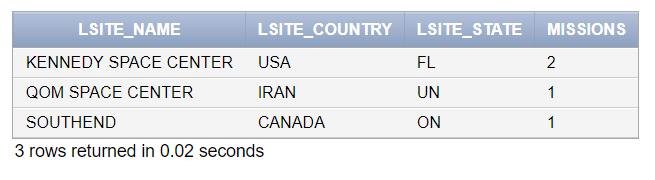 LSITE_NAME LSITE_COUNTRY LSITE_STATE MISSIONS
KENNEDY SPACE CENTER USA FL 2
QOM SPACE CENTER IRAN UN 1
SOUTHEND CANADA ON 1
3 rows returned in 0.02 seconds